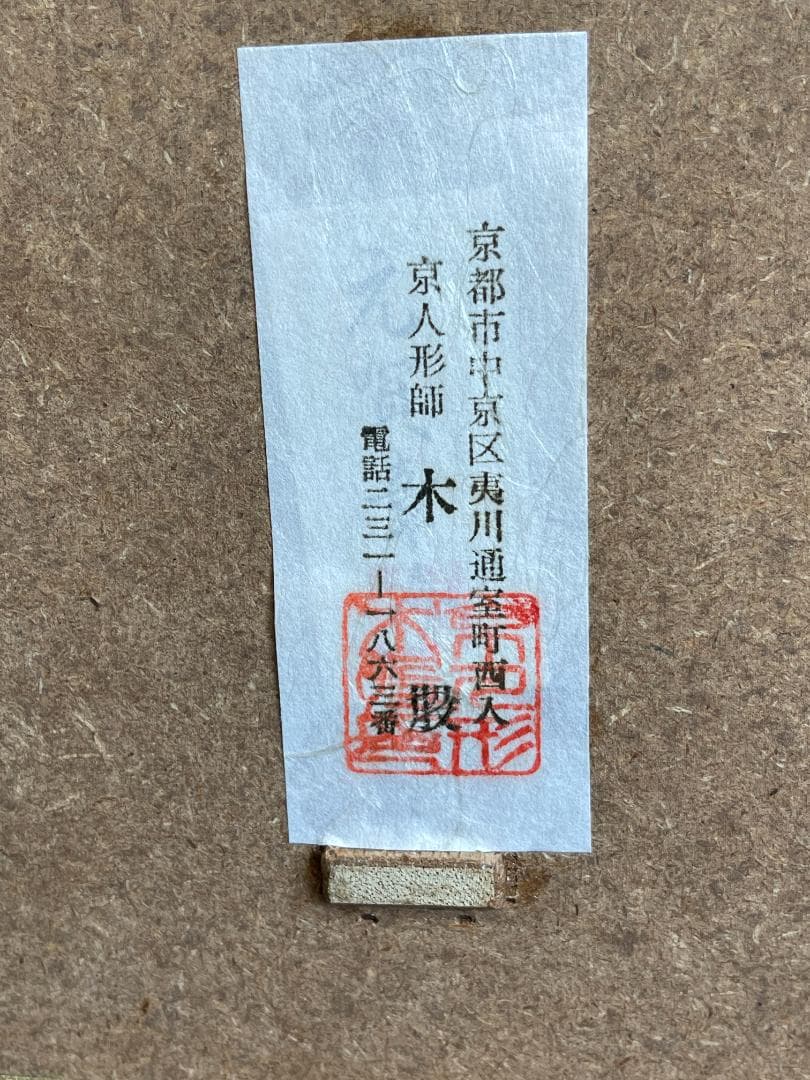 京都市中京区夷川通室町西入
京人形師 木
電話二三一―一八六三番